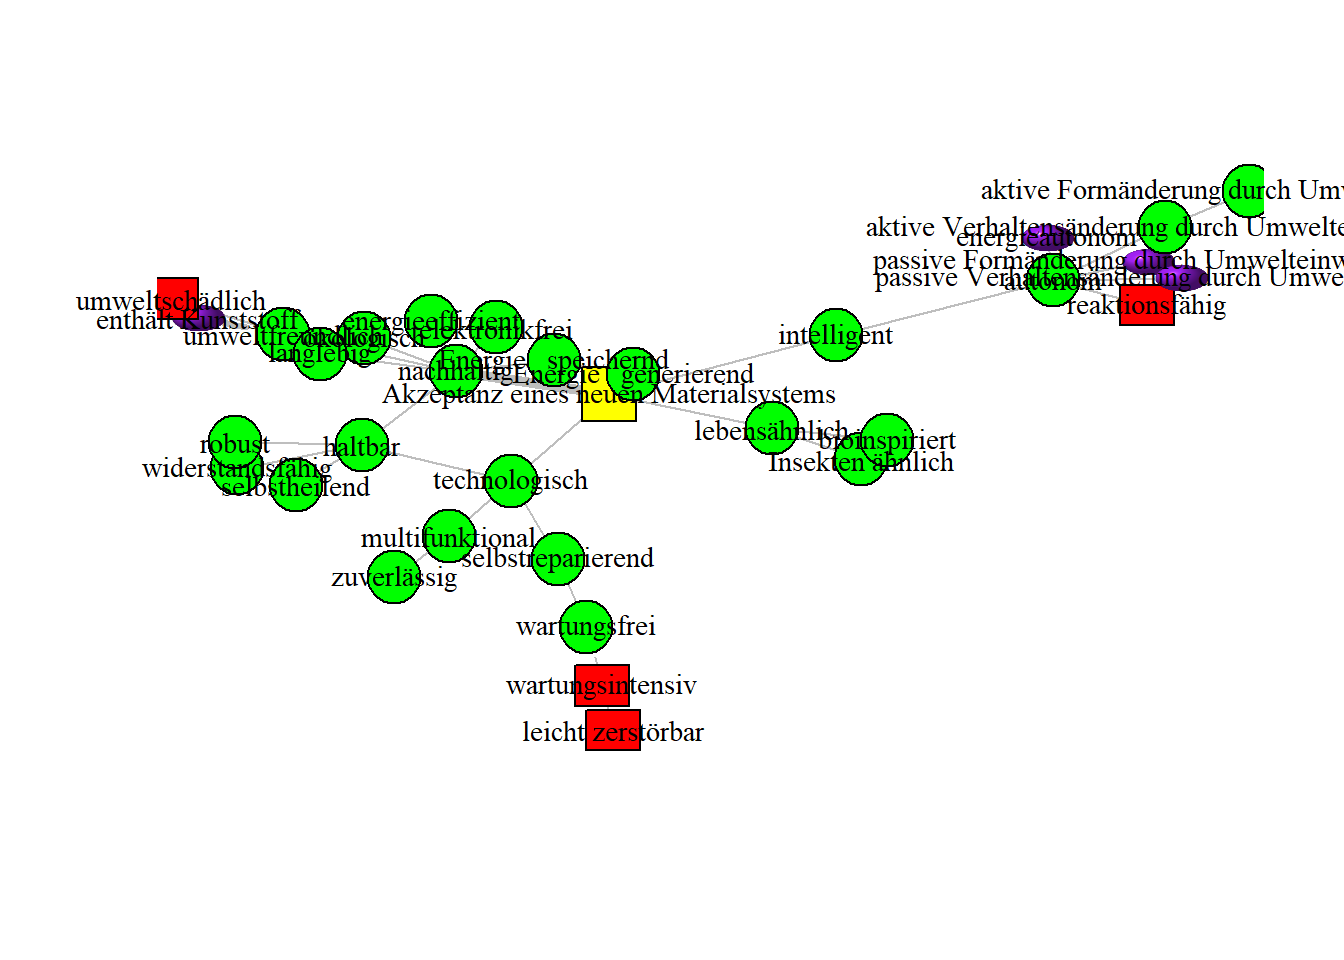 aktive Formänderung durch Umw
aktive Verhaltensänderung durch Umwelte
energieautonom
passive Formänderung durch Umwelteinw
passive Verhaltensänderung durch Umwe
autonom
reaktionsfähig
umweltschädlich
enthält Kunststoff
umweltfreundlich
ökologisch
langlebig
energieeffizient
elektronikfrei
nachhaltig
Energie speichernd
Energie generierend
Akzeptanz eines neuen Materialsystems
intelligent
lebensähnlich
bioinspiriert
Insekten ähnlich
robust
haltbar
widerstandsfähig
selbstheilend
technologisch
multifunktional
selbstreparierend
zuverlässig
wartungsfrei
wartungsintensiv
leicht zerstörbar